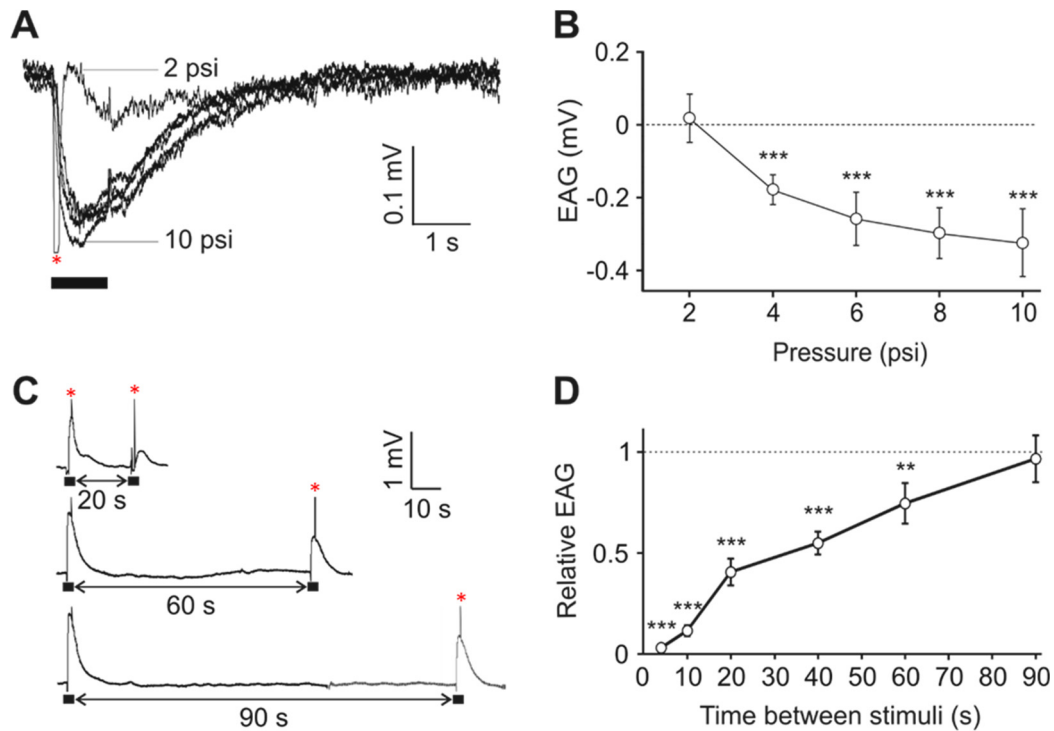 A
2 psi
10 psi
*
0.1 mV
1 s
B
0.2
0
-0.2
-0.4
EAG (mV)
***
***
***
***
2 4 6 8 10
Pressure (psi)
C
* *
20 s
1 mV
10 s
*
60 s
*
90 s
D
1
0.5
0
Relative EAG
***
***
***
***
**
0 10 20 30 40 50 60 70 80 90
Time between stimuli (s)